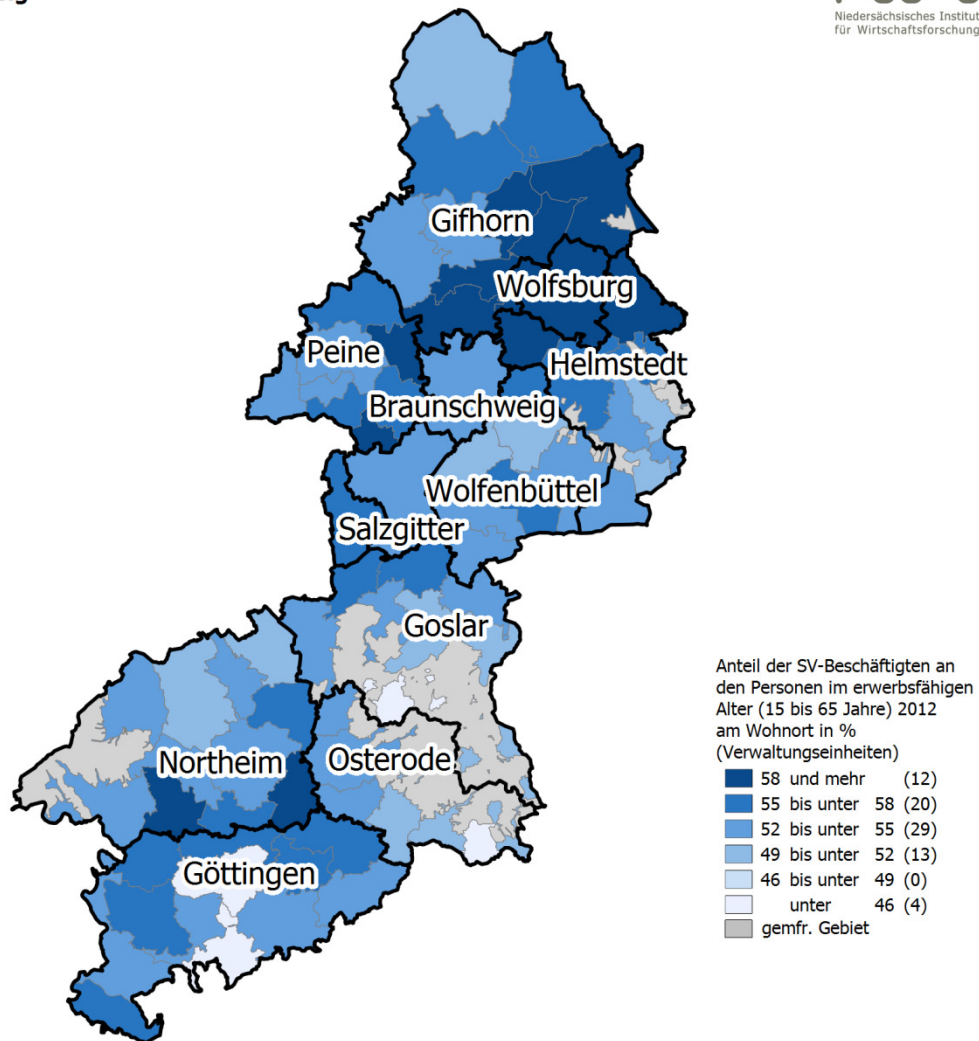 Niedersächsisches Institut
für Wirtschaftsforschung
Gifhorn
Wolfsburg
Peine
Helmstedt
Braunschweig
Wolfenbüttel
Salzgitter
Goslar
Northeim
Osterode
Göttingen
Anteil der SV-Beschäftigten an
den Personen im erwerbsfähigen
Alter (15 bis 65 Jahre) 2012
am Wohnort in %
(Verwaltungseinheiten)
58 und mehr (12)
55 bis unter 58 (20)
52 bis unter 55 (29)
49 bis unter 52 (13)
46 bis unter 49 (0)
unter 46 (4)
gemfr. Gebiet